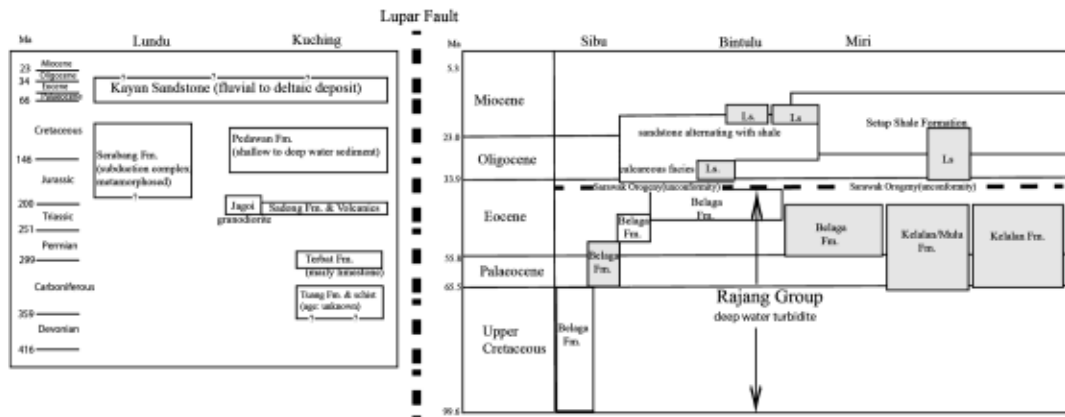 Lupar Fault
Ma
Lundu
Kuching
23
Miocene
34
Oligocene
Eocene
66
Palaeocene
Kayan Sandstone (fluvial to deltaic deposit)
?
?
?
Cretaceous
146
Jurassic
200
Triassic
251
Permian
299
Carboniferous
359
Devonian
416
Serabang Fm.
(subduction complex
metamorphosed)
?
Pedawan Fm.
(shallow to deep water sediment)
Jagoi
granodiorite
Sadong Fm. & Volcanics
Terbat Fm.
(marly limestone)
Tuang Fm. & schist
(age: unknown)
?
?
?
Ma
Sibu
Bintulu
Miri
5.3
Miocene
23.0
Oligocene
33.9
Eocene
55.8
Palaeocene
65.5
Upper
Cretaceous
99.6
Ls.
Ls
sandstone alternating with shale
Setap Shale Formation
calcareous facies
Ls.
Ls
Sarawak Orogeny(unconformity)
Sarawak Orogeny(unconformity)
Belaga
Fm.
Belaga
Fm.
Belaga
Fm.
Belaga
Fm.
Kelalan/Mulu
Fm.
Kelalan Fm.
Rajang Group
deep water turbidite
Belaga
Fm.